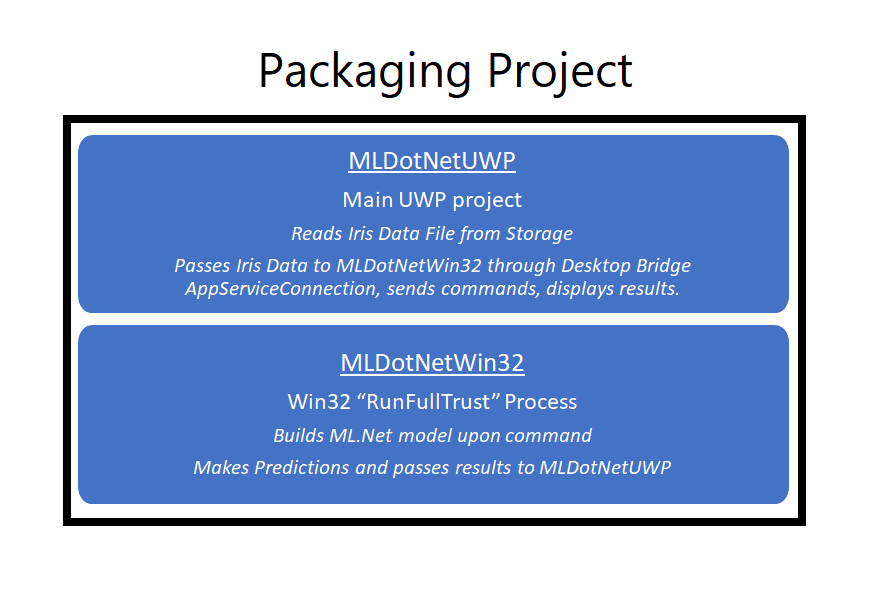 Packaging Project
MLDotNetUWP
Main UWP project
Reads Iris Data File from Storage
Passes Iris Data to MLDotNetWin32 through Desktop Bridge
AppServiceConnection, sends commands, displays results.
MLDotNetWin32
Win32 “RunFullTrust” Process
Builds ML.Net model upon command
Makes Predictions and passes results to MLDotNetUWP